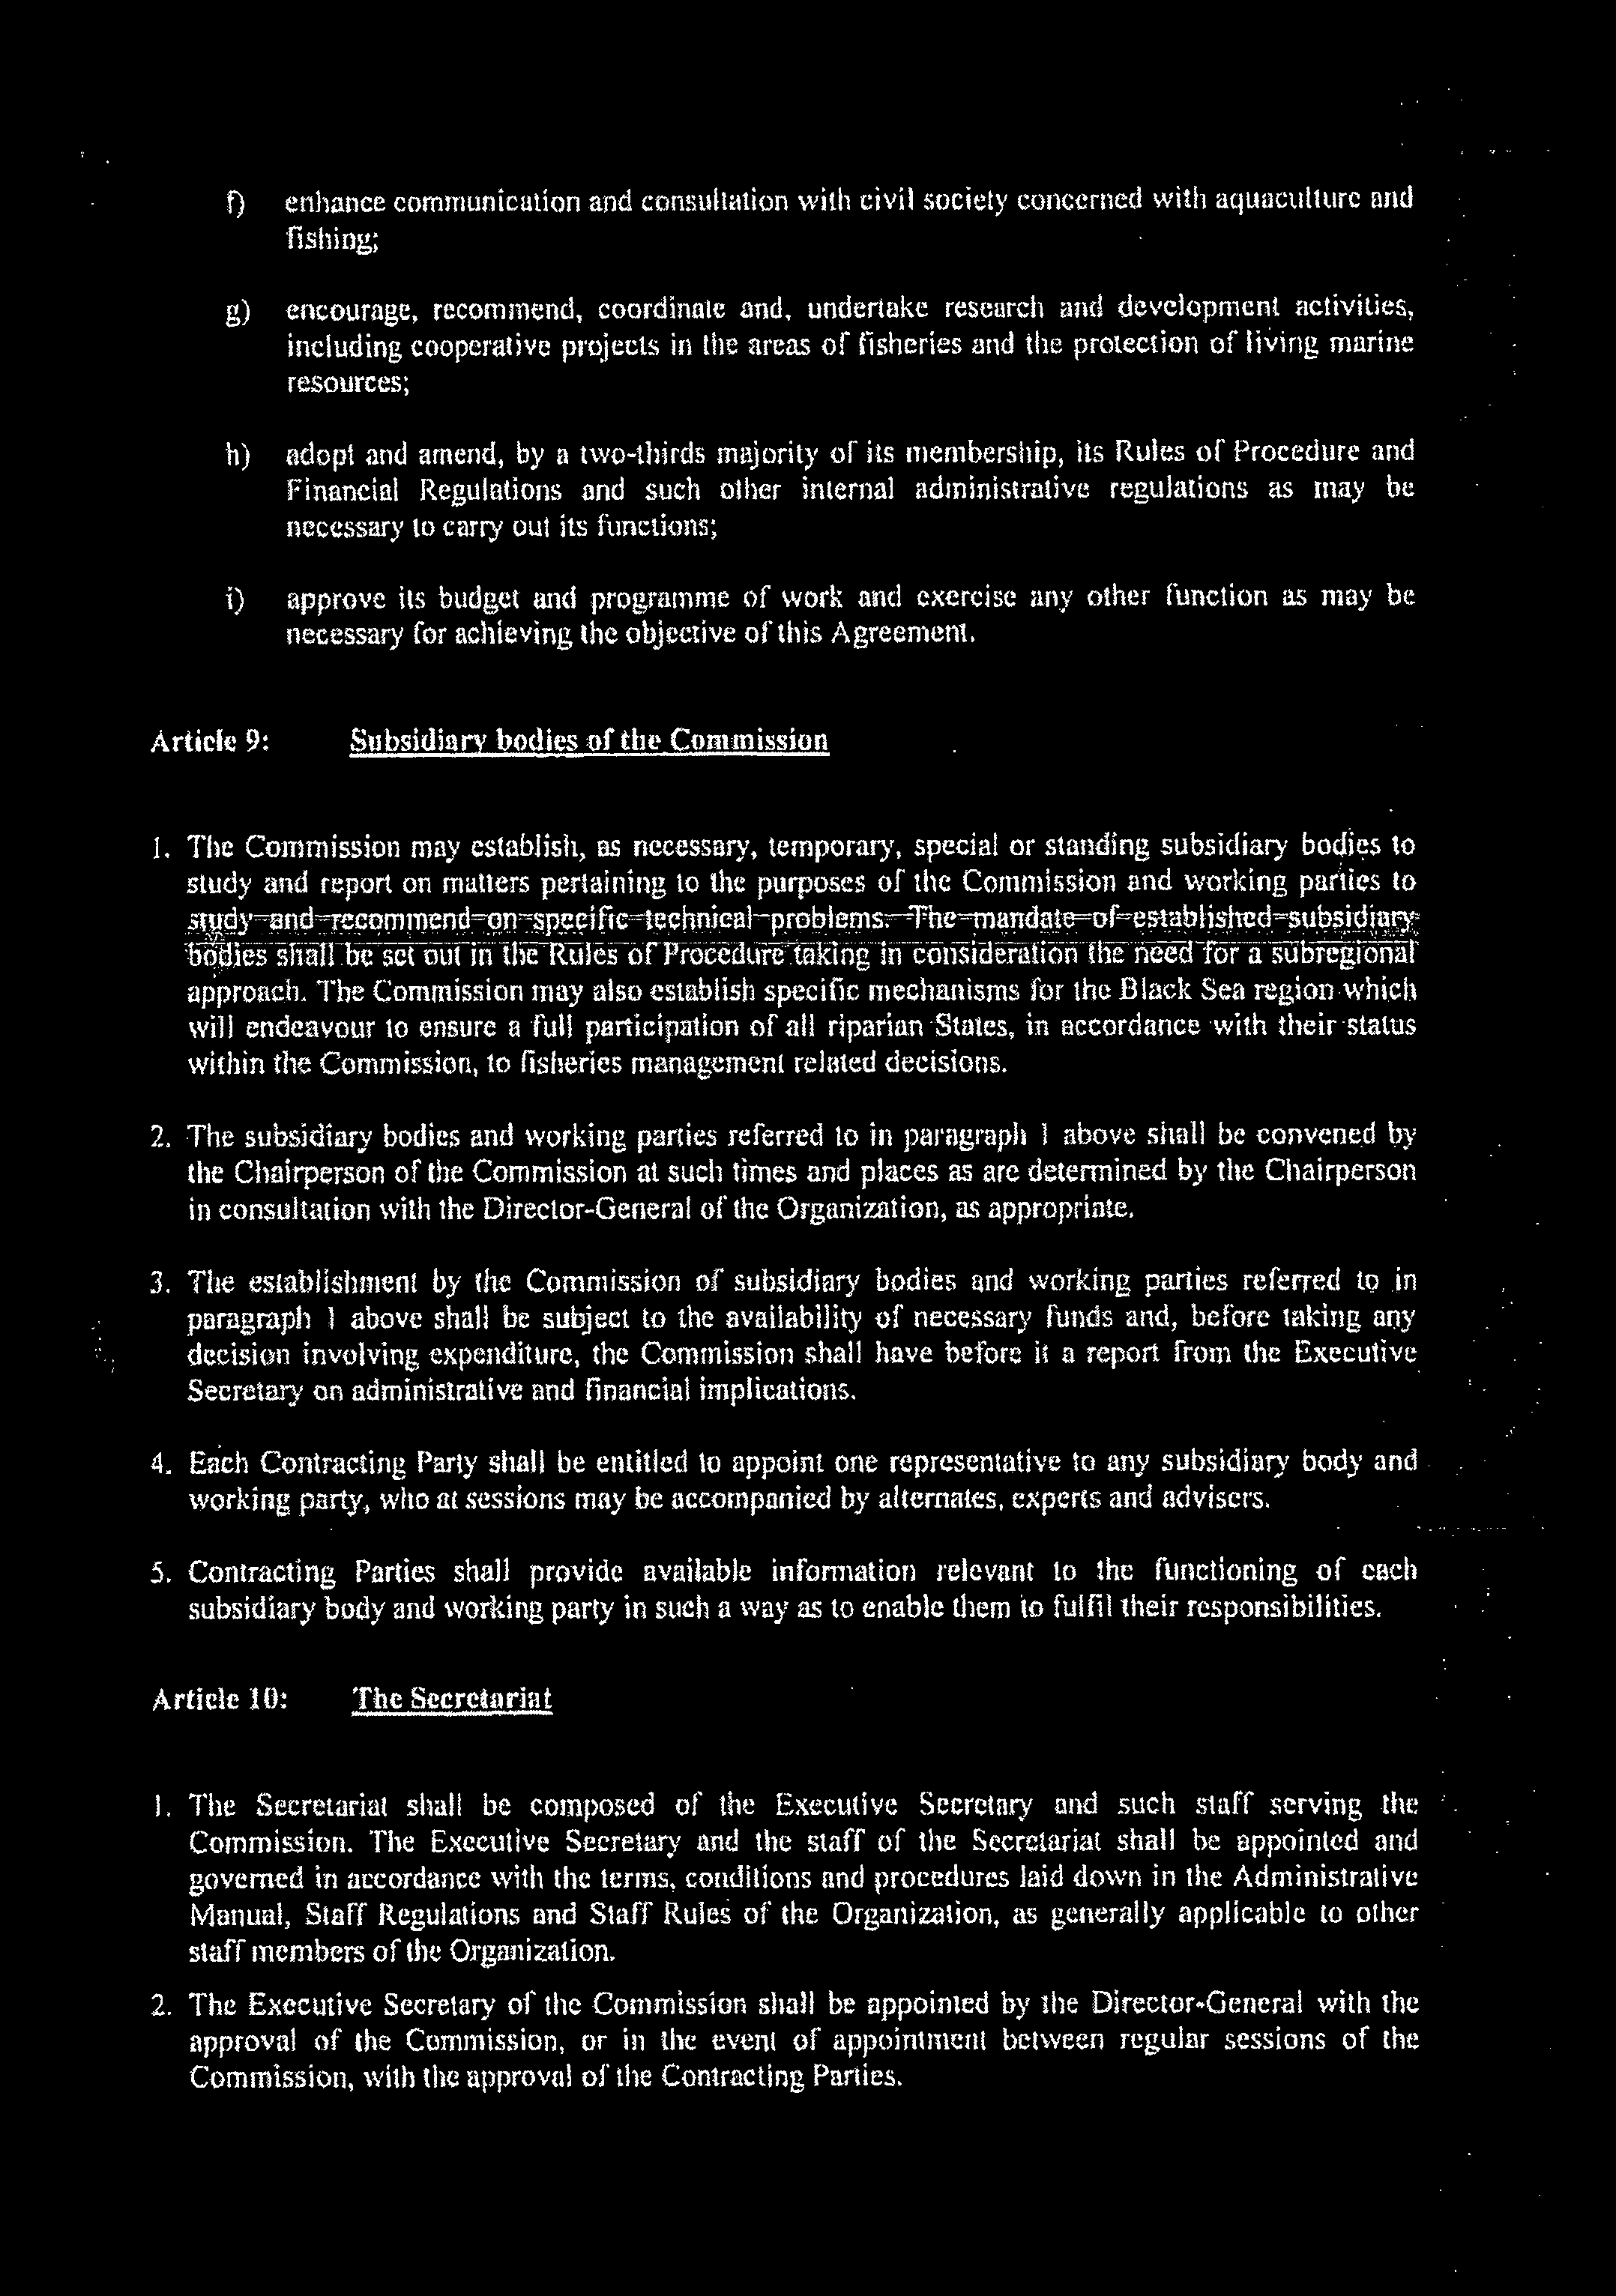 f) enhance communication and consultation with civil society concerned with aquaculture and
fishing;
g) encourage, recommend, coordinate and, undertake research and development activities,
including cooperative projects in the areas of fisheries and the protection of living marine
resources;
h) adopt and amend, by a two-thirds majority of its membership, its Rules of Procedure and
Financial Regulations and such other internal administrative regulations as may be
necessary to carry out its functions;
i) approve its budget and programme of work and exercise any other function as may be
necessary for achieving the objective of this Agreement.
Article 9: Subsidiary bodies of the Commission
1. The Commission may establish, as necessary, temporary, special or standing subsidiary bodies to
study and report on matters pertaining to the purposes of the Commission and working parties to
study and recommend on specific technical problems. The mandate of established subsidiary
bodies shall be set out in the Rules of Procedure taking in consideration the need for a subregional
approach. The Commission may also establish specific mechanisms for the Black Sea region which
will endeavour to ensure a full participation of all riparian States, in accordance with their status
within the Commission, to fisheries management related decisions.
2. The subsidiary bodies and working parties referred to in paragraph 1 above shall be convened by
the Chairperson of the Commission at such times and places as are determined by the Chairperson
in consultation with the Director-General of the Organization, as appropriate.
3. The establishment by the Commission of subsidiary bodies and working parties referred to in
paragraph 1 above shall be subject to the availability of necessary funds and, before taking any
decision involving expenditure, the Commission shall have before it a report from the Executive
Secretary on administrative and financial implications.
4. Each Contracting Party shall be entitled to appoint one representative to any subsidiary body and
working party, who at sessions may be accompanied by alternates, experts and advisers.
5. Contracting Parties shall provide available information relevant to the functioning of each
subsidiary body and working party in such a way as to enable them to fulfil their responsibilities.
Article 10: The Secretariat
1. The Secretariat shall be composed of the Executive Secretary and such staff serving the
Commission. The Executive Secretary and the staff of the Secretariat shall be appointed and
governed in accordance with the terms, conditions and procedures laid down in the Administrative
Manual, Staff Regulations and Staff Rules of the Organization, as generally applicable to other
staff members of the Organization.
2. The Executive Secretary of the Commission shall be appointed by the Director-General with the
approval of the Commission, or in the event of appointment between regular sessions of the
Commission, with the approval of the Contracting Parties.